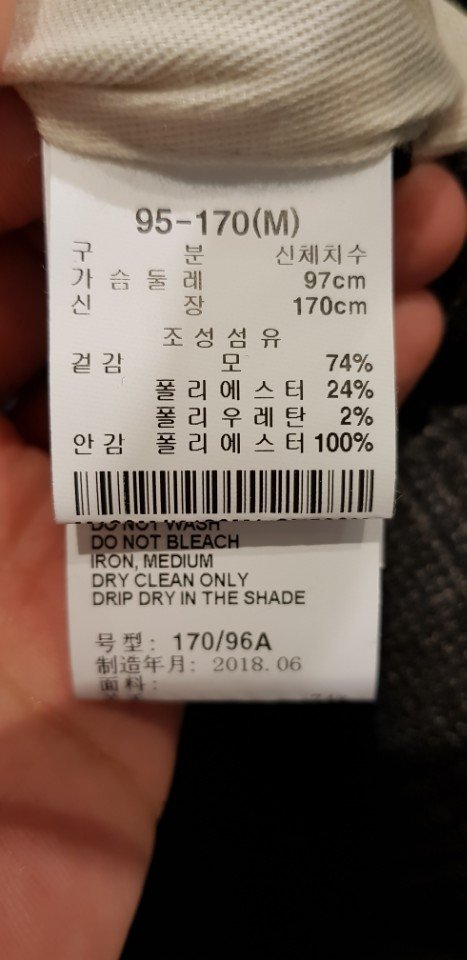 95-170(M)
구 분 신체치수
가슴둘레 97cm
신 장 170cm
조성섬유
겉감 모 74%
폴리에스터 24%
폴리우레탄 2%
안감 폴리에스터 100%
DO NOT WASH
DO NOT BLEACH
IRON, MEDIUM
DRY CLEAN ONLY
DRIP DRY IN THE SHADE
号型: 170/96A
制造年月: 2018.06
面料: